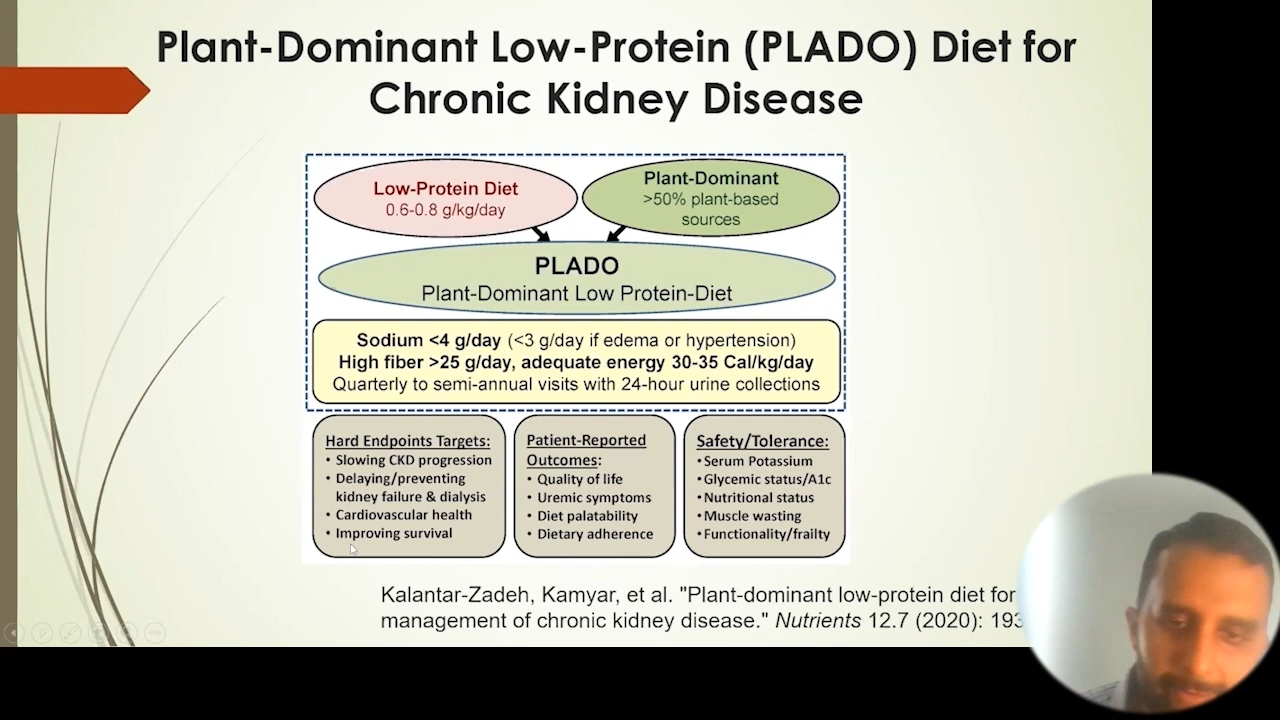 Plant-Dominant Low-Protein (PLADO) Diet for
Chronic Kidney Disease
Low-Protein Diet
0.6-0.8 g/kg/day
Plant-Dominant
>50% plant-based
sources
PLADO
Plant-Dominant Low Protein-Diet
Sodium <4 g/day (<3 g/day if edema or hypertension)
High fiber >25 g/day, adequate energy 30-35 Cal/kg/day
Quarterly to semi-annual visits with 24-hour urine collections
Hard Endpoints Targets:
• Slowing CKD progression
• Delaying/preventing
kidney failure & dialysis
• Cardiovascular health
• Improving survival
Patient-Reported
Outcomes:
• Quality of life
• Uremic symptoms
• Diet palatability
• Dietary adherence
Safety/Tolerance:
• Serum Potassium
• Glycemic status/A1c
• Nutritional status
• Muscle wasting
• Functionality/frailty
Kalantar-Zadeh, Kamyar, et al. "Plant-dominant low-protein diet for
management of chronic kidney disease." Nutrients 12.7 (2020):